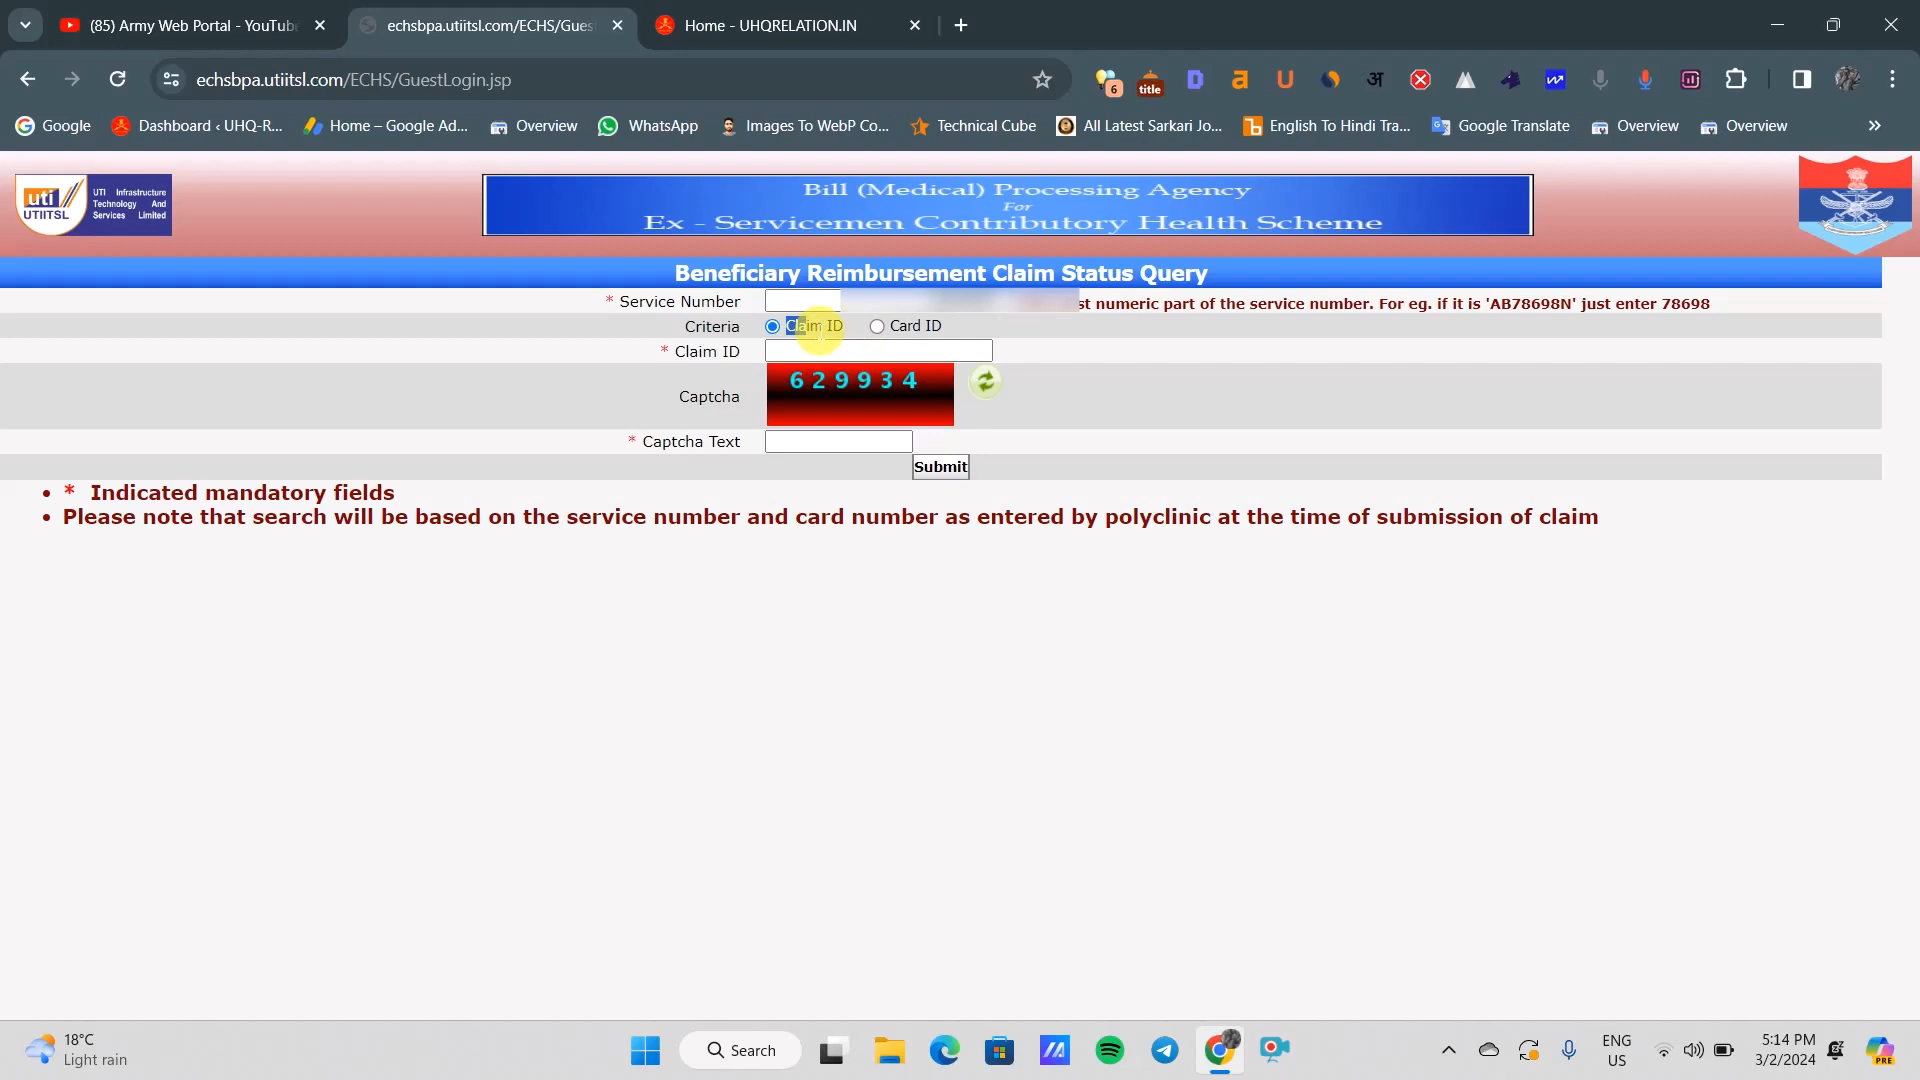 (85) Army Web Portal - YouTub
echsbpa.utiitsl.com/ECHS/Gues
Home - UHQRELATION.IN
echsbpa.utiitsl.com/ECHS/GuestLogin.jsp
6
title
Google
Dashboard ‹ UHQ-R...
Home – Google Ad...
Overview
WhatsApp
Images To WebP Co...
Technical Cube
All Latest Sarkari Jo...
English To Hindi Tra...
Google Translate
Overview
Overview
uti
UTIITSL
UTI Infrastructure
Technology And
Services Limited
Bill (Medical) Processing Agency
For
Ex - Servicemen Contributory Health Scheme
Beneficiary Reimbursement Claim Status Query
* Service Number
st numeric part of the service number. For eg. if it is 'AB78698N' just enter 78698
Criteria Claim ID Card ID
* Claim ID
Captcha 629934
* Captcha Text
Submit
• * Indicated mandatory fields
• Please note that search will be based on the service number and card number as entered by polyclinic at the time of submission of claim
18°C
Light rain
Search
ENG
US
5:14 PM
3/2/2024
PRE